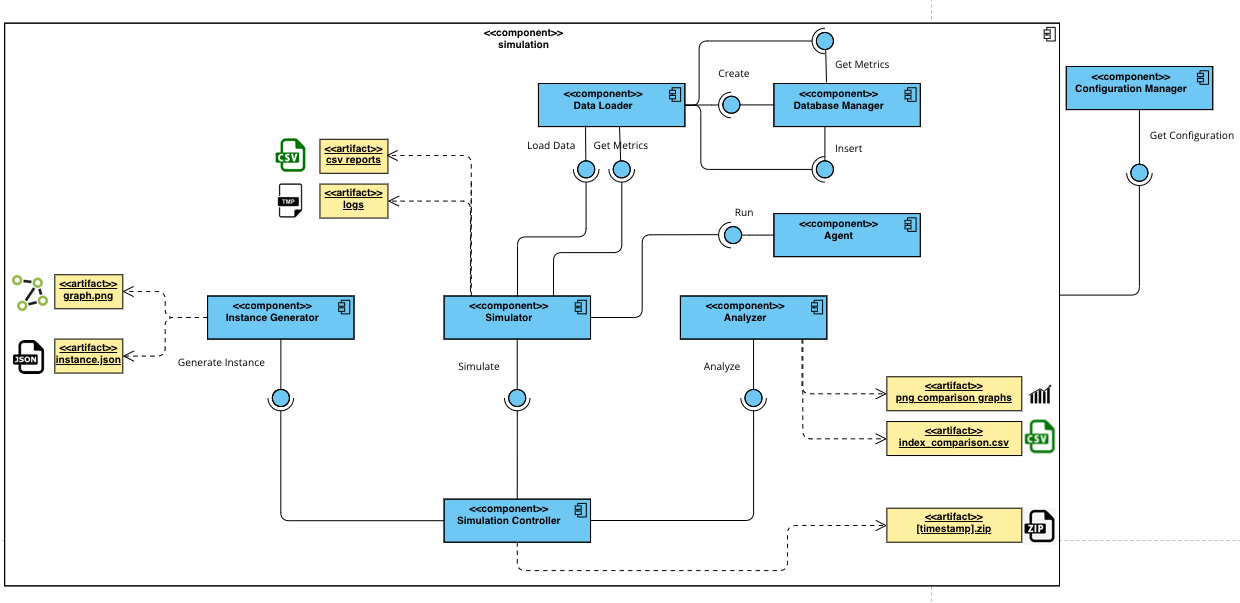 <<component>>
simulation
Get Metrics
Create
<<component>>
Data Loader
<<component>>
Database Manager
<<component>>
Configuration Manager
Get Configuration
Load Data
Get Metrics
Insert
CSV
<<artifact>>
csv reports
TMP
<<artifact>>
logs
Run
<<component>>
Agent
<<artifact>>
graph.png
<<component>>
Instance Generator
<<component>>
Simulator
<<component>>
Analyzer
JSON
<<artifact>>
instance.json
Generate Instance
Simulate
Analyze
<<artifact>>
png comparison graphs
<<artifact>>
index_comparison.csv
CSV
<<component>>
Simulation Controller
<<artifact>>
[timestamp].zip
ZIP